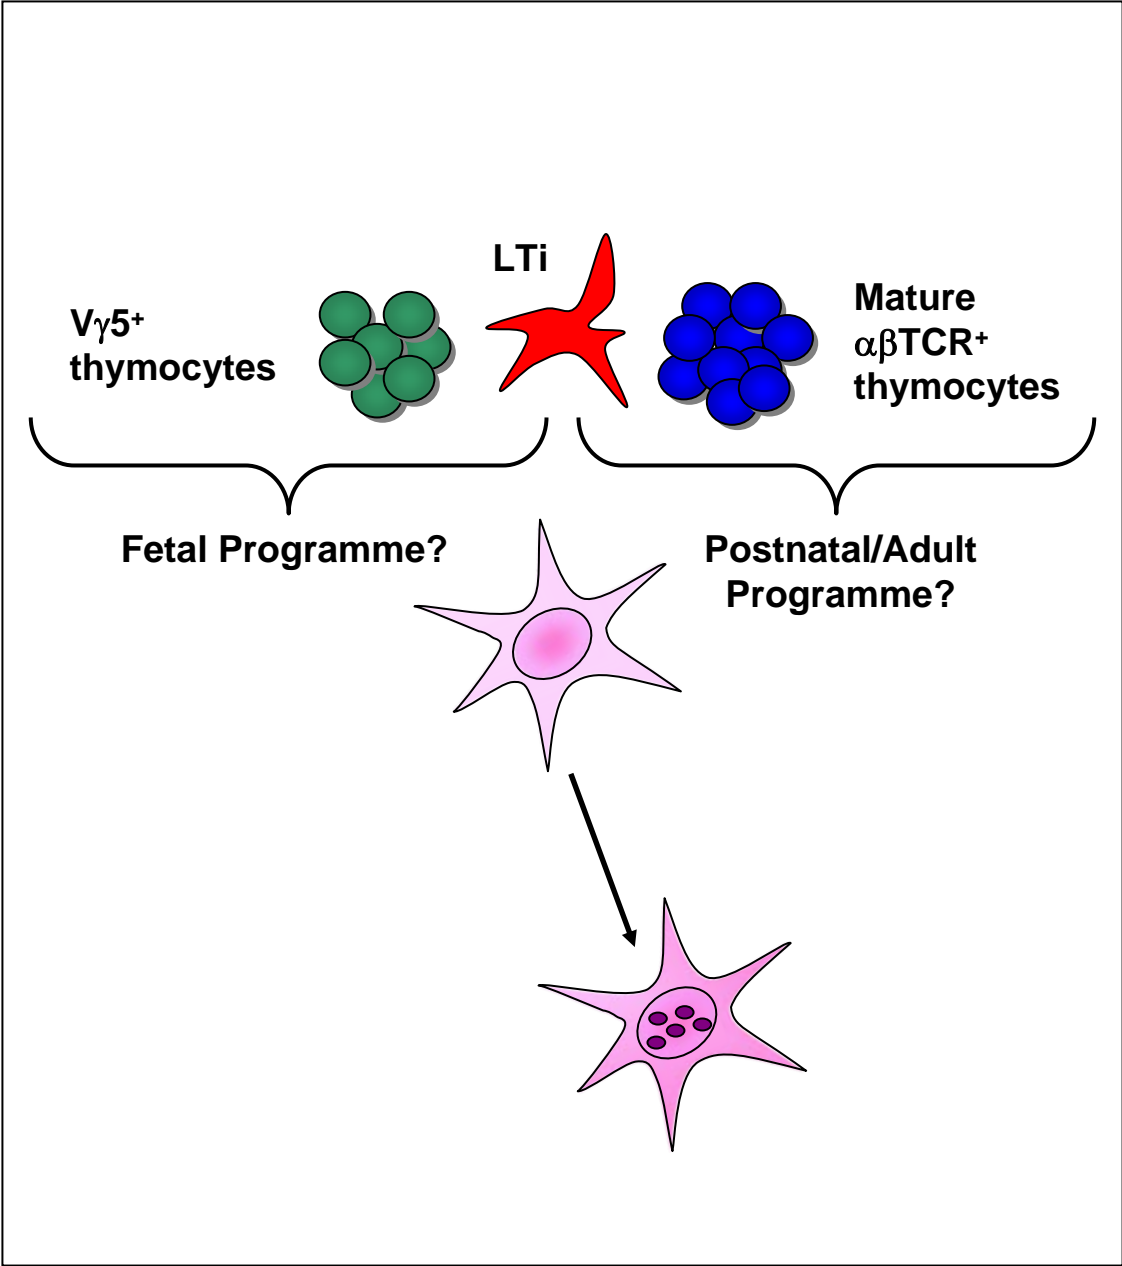 LTi
Vγ5+
thymocytes
Mature
αβTCR+
thymocytes
Fetal Programme?
Postnatal/Adult
Programme?